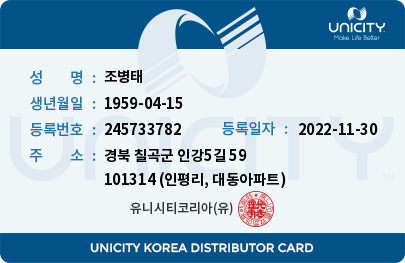 UNICITY
Make Life Better
성 명 : 조병태
생년월일 : 1959-04-15
등록번호 : 245733782 등록일자 : 2022-11-30
주 소 : 경북 칠곡군 인강5길 59
101314 (인평리, 대동아파트)
유니시티코리아(유)
UNICITY
UNICITY KOREA DISTRIBUTOR CARD